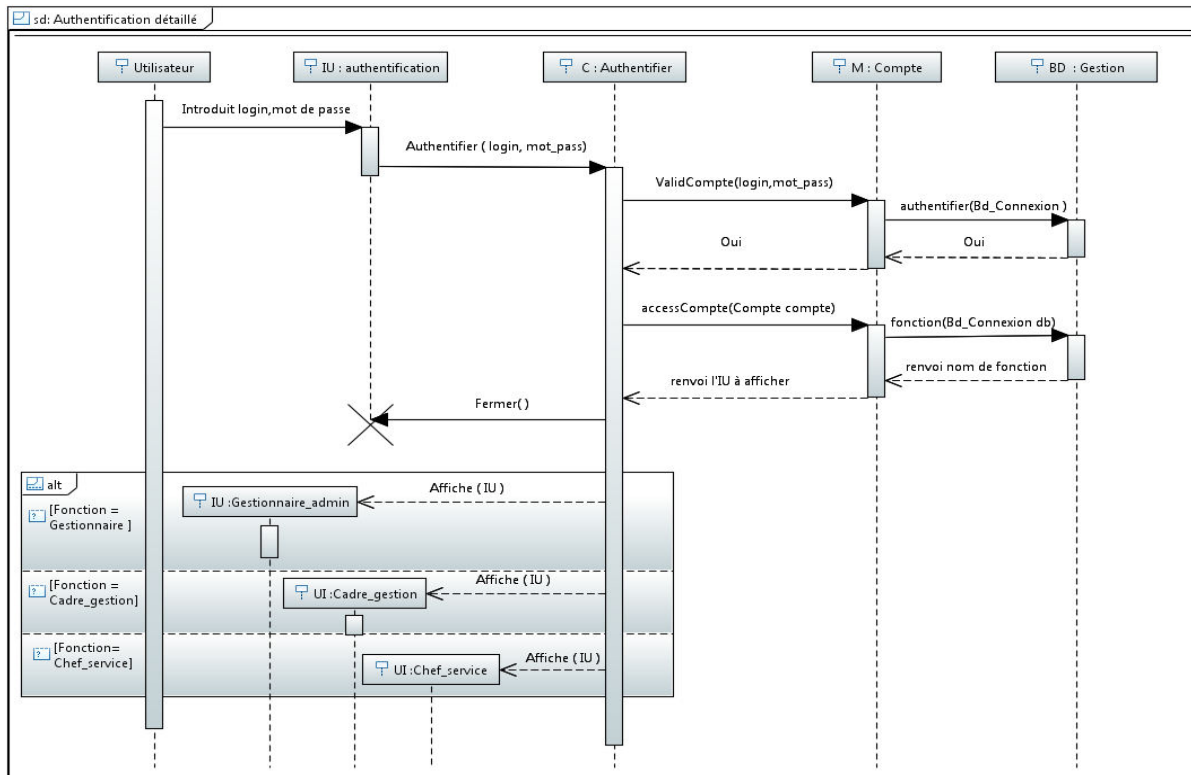 sd: Authentification détaillé
Utilisateur
IU : authentification
C : Authentifier
M : Compte
BD : Gestion
Introduit login,mot de passe
Authentifier ( login, mot_pass)
ValidCompte(login,mot_pass)
authentifier(Bd_Connexion )
Oui
Oui
accessCompte(Compte compte)
fonction(Bd_Connexion db)
renvoi nom de fonction
renvoi l'IU à afficher
Fermer( )
alt
[Fonction =
Gestionnaire ]
IU :Gestionnaire_admin
Affiche ( IU )
[Fonction =
Cadre_gestion]
UI :Cadre_gestion
Affiche ( IU )
[Fonction=
Chef_service]
UI :Chef_service
Affiche ( IU )